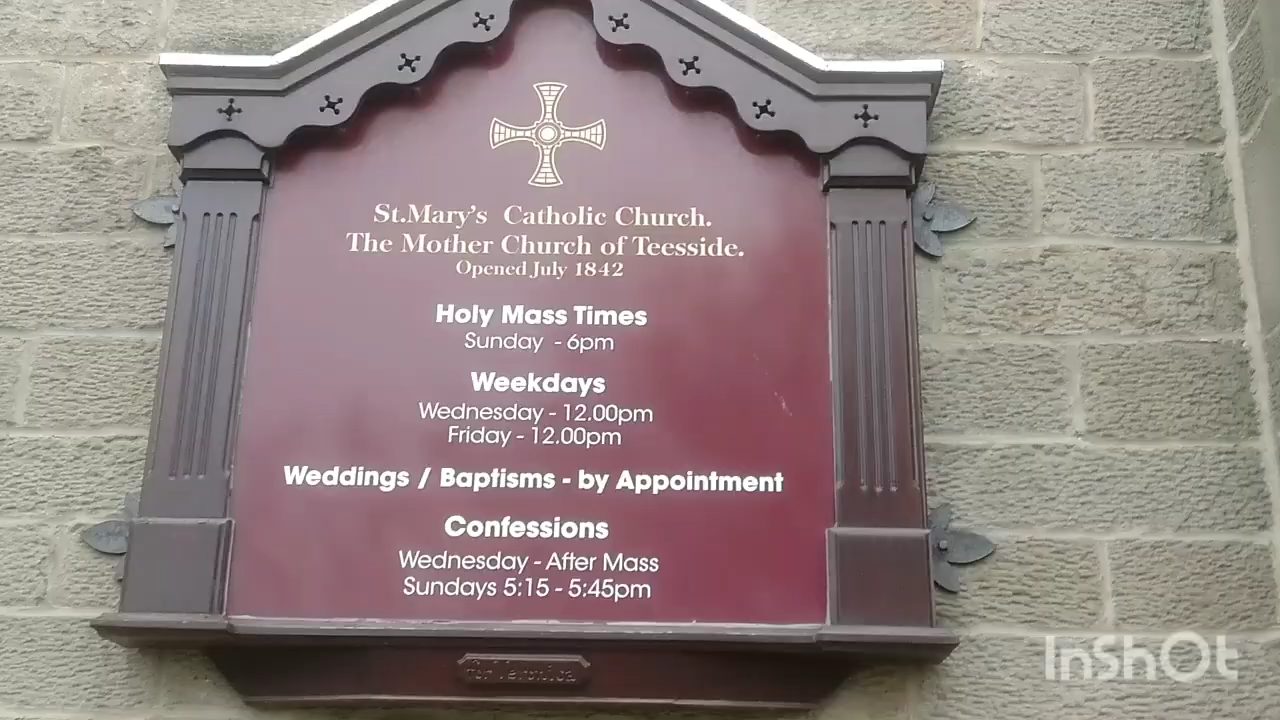 St.Mary's Catholic Church.
The Mother Church of Teesside.
Opened July 1842
Holy Mass Times
Sunday - 6pm
Weekdays
Wednesday - 12.00pm
Friday - 12.00pm
Weddings / Baptisms - by Appointment
Confessions
Wednesday - After Mass
Sundays 5:15 - 5:45pm
for Veronica
InShOt